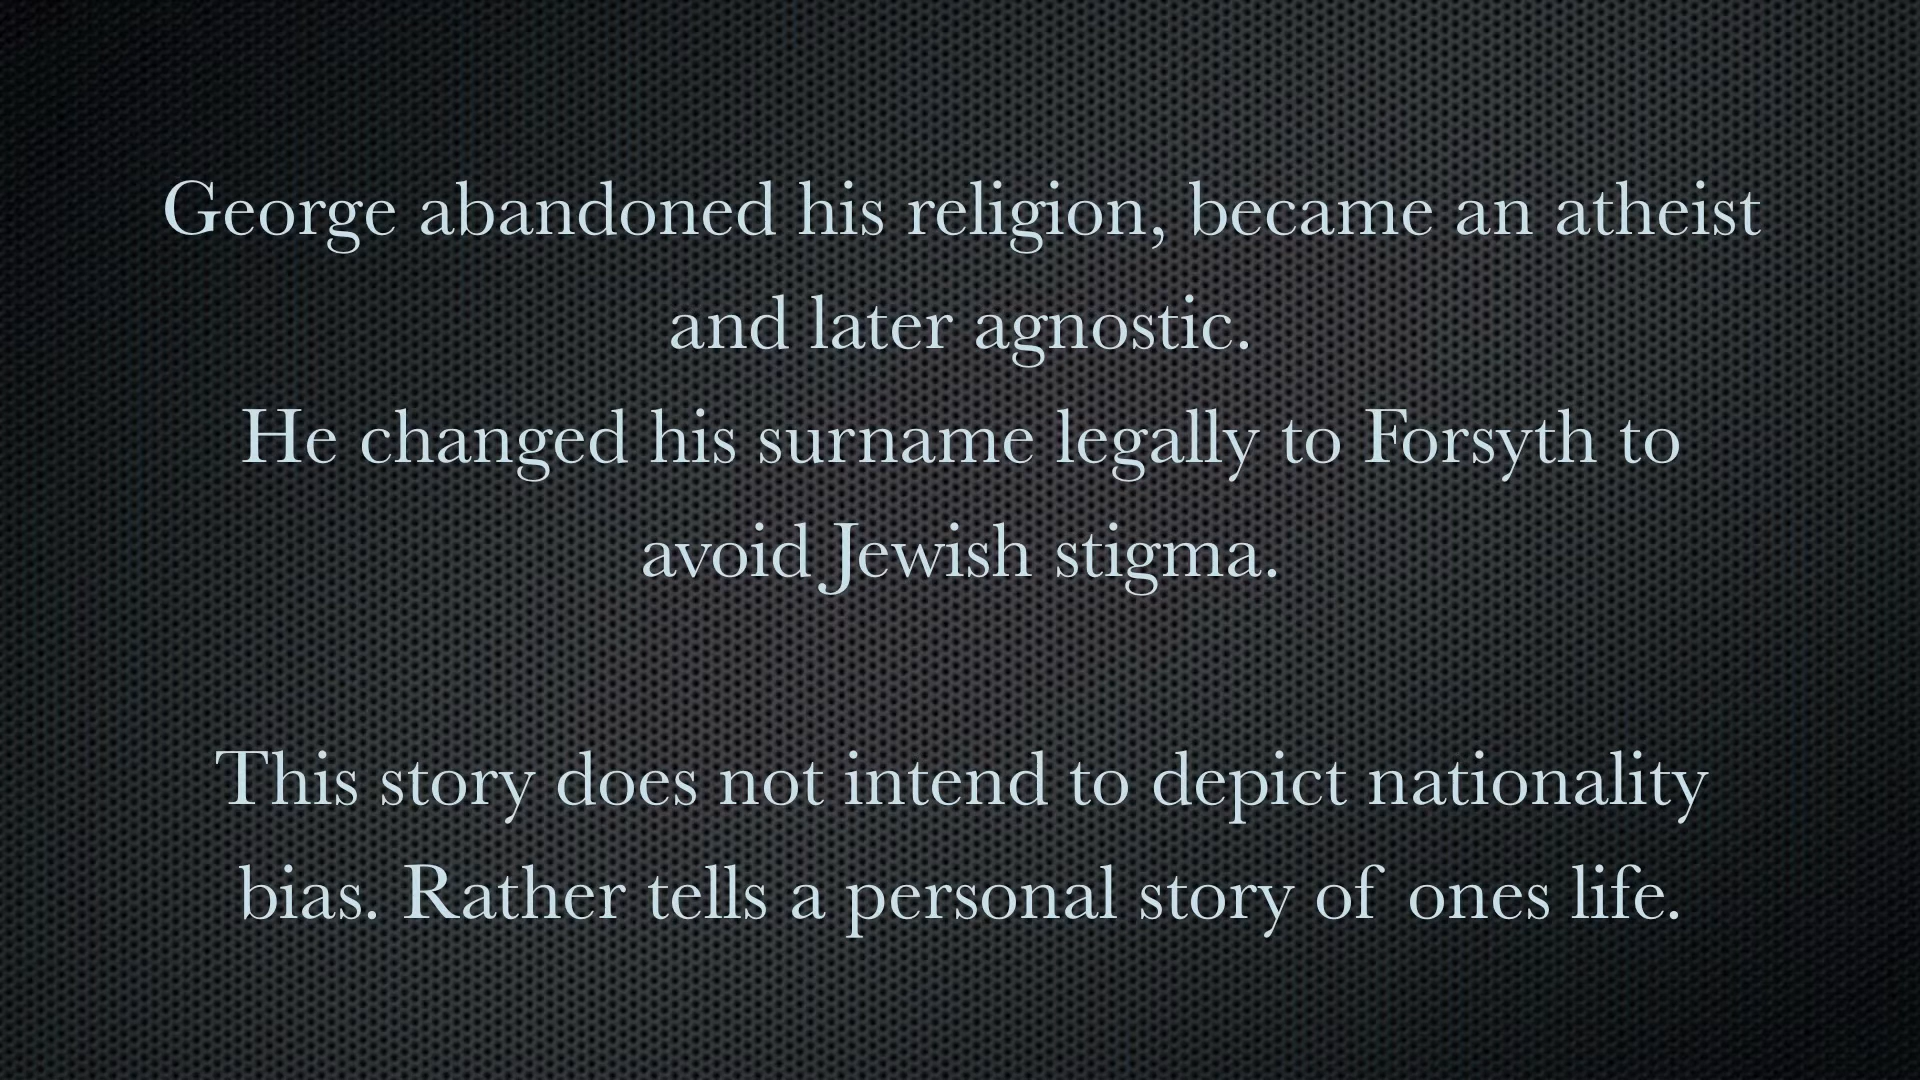 George abandoned his religion, became an atheist
and later agnostic.
He changed his surname legally to Forsyth to
avoid Jewish stigma.
This story does not intend to depict nationality
bias. Rather tells a personal story of ones life.